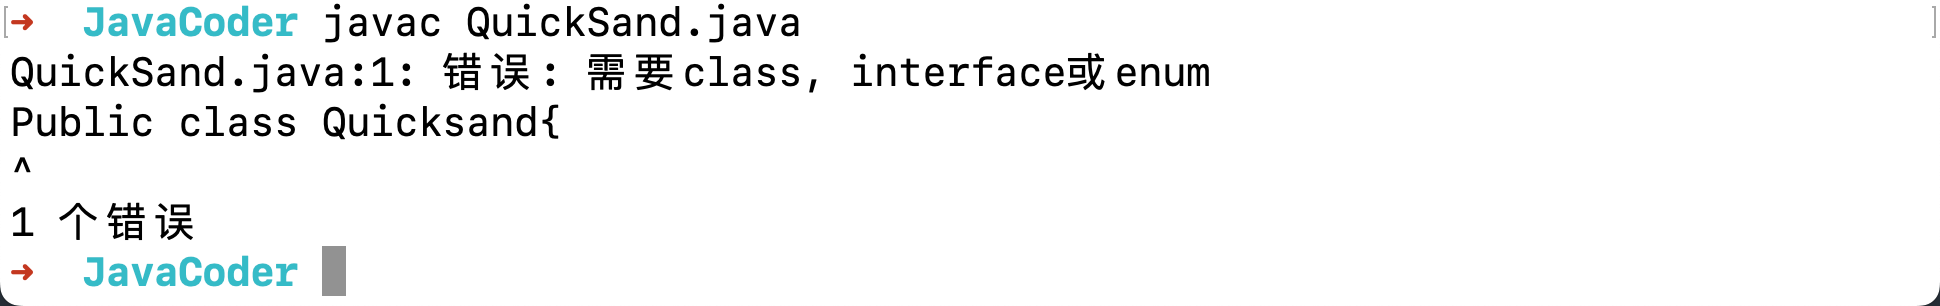 ➜  JavaCoder javac QuickSand.java
QuickSand.java:1: 错误: 需要class, interface或enum
Public class Quicksand{
^
1 个错误
➜  JavaCoder